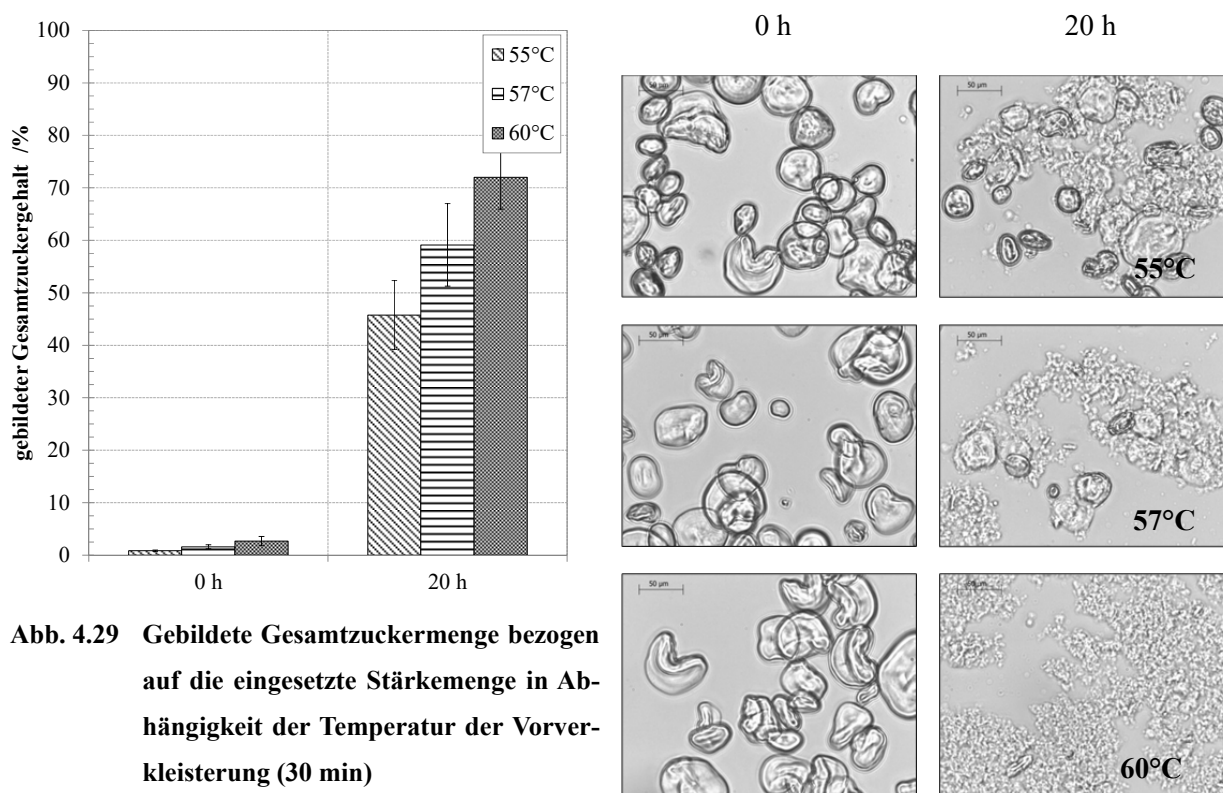 100
90
80
70
60
50
40
30
20
10
0
gebildeter Gesamtzuckergehalt /%
55°C
57°C
60°C
0 h
20 h
Abb. 4.29 Gebildete Gesamtzuckermenge bezogen
auf die eingesetzte Stärkemenge in Ab-
hängigkeit der Temperatur der Vorver-
kleisterung (30 min)
0 h
20 h
50 µm
50 µm
55°C
50 µm
50 µm
57°C
50 µm
50 µm
60°C